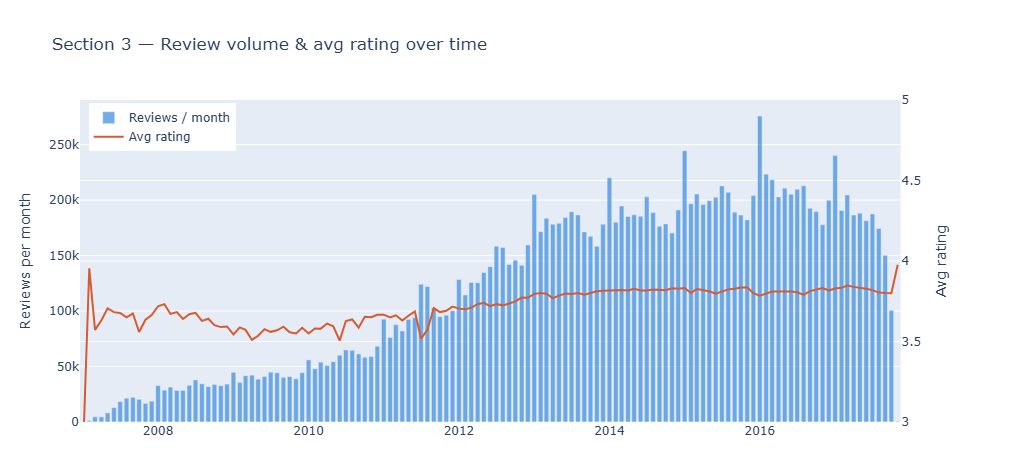 Section 3 — Review volume & avg rating over time
Reviews / month
Avg rating
250k
200k
150k
100k
50k
0
Reviews per month
5
4.5
4
3.5
3
Avg rating
2008
2010
2012
2014
2016